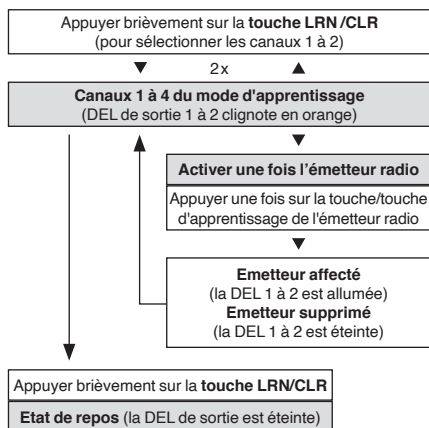 Appuyer brièvement sur la touche LRN /CLR
(pour sélectionner les canaux 1 à 2)
2 x
Canaux 1 à 4 du mode d'apprentissage
(DEL de sortie 1 à 2 clignote en orange)
Activer une fois l'émetteur radio
Appuyer une fois sur la touche/touche
d'apprentissage de l'émetteur radio
Emetteur affecté
(la DEL 1 à 2 est allumée)
Emetteur supprimé
(la DEL 1 à 2 est éteinte)
Appuyer brièvement sur la touche LRN/CLR
Etat de repos (la DEL de sortie est éteinte)